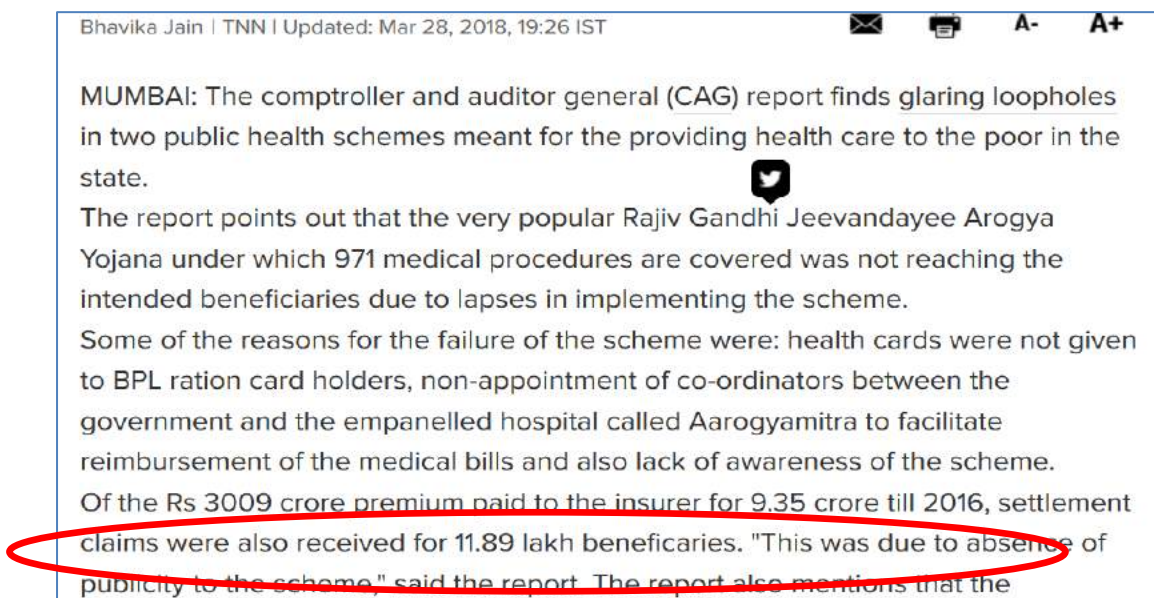 Bhavika Jain | TNN | Updated: Mar 28, 2018, 19:26 IST A- A+
MUMBAI: The comptroller and auditor general (CAG) report finds glaring loopholes
in two public health schemes meant for the providing health care to the poor in the
state.
The report points out that the very popular Rajiv Gandhi Jeevandayee Arogya
Yojana under which 971 medical procedures are covered was not reaching the
intended beneficiaries due to lapses in implementing the scheme.
Some of the reasons for the failure of the scheme were: health cards were not given
to BPL ration card holders, non-appointment of co-ordinators between the
government and the empanelled hospital called Aarogyamitra to facilitate
reimbursement of the medical bills and also lack of awareness of the scheme.
Of the Rs 3009 crore premium paid to the insurer for 9.35 crore till 2016, settlement
claims were also received for 11.89 lakh beneficaries. "This was due to absence of
publicity to the scheme," said the report. The report also mentions that the